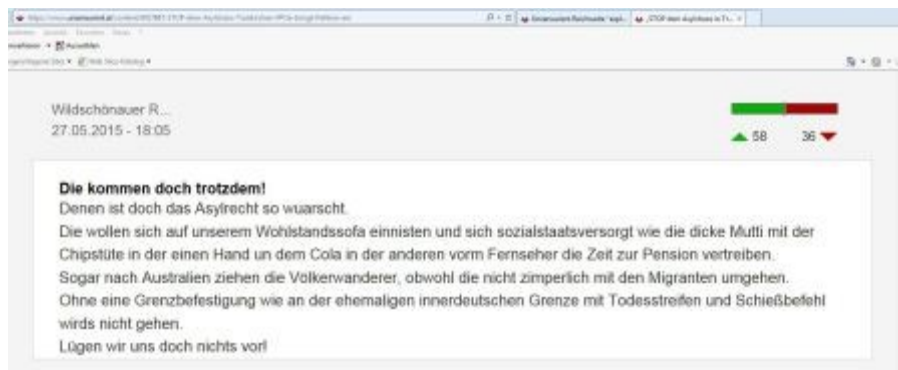 Wildschönauer R...
27.05.2015 - 18:05
58 36
Die kommen doch trotzdem!
Denen ist doch das Asylrecht so wuarscht.
Die wollen sich auf unserem Wohlstandssofa einnisten und sich sozialstaatsversorgt wie die dicke Mutti mit der
Chipstüte in der einen Hand un dem Cola in der anderen vorm Fernseher die Zeit zur Pension vertreiben.
Sogar nach Australien ziehen die Völkerwanderer, obwohl die nicht zimperlich mit den Migranten umgehen.
Ohne eine Grenzbefestigung wie an der ehemaligen innerdeutschen Grenze mit Todesstreifen und Schießbefehl
wirds nicht gehen.
Lügen wir uns doch nichts vor!